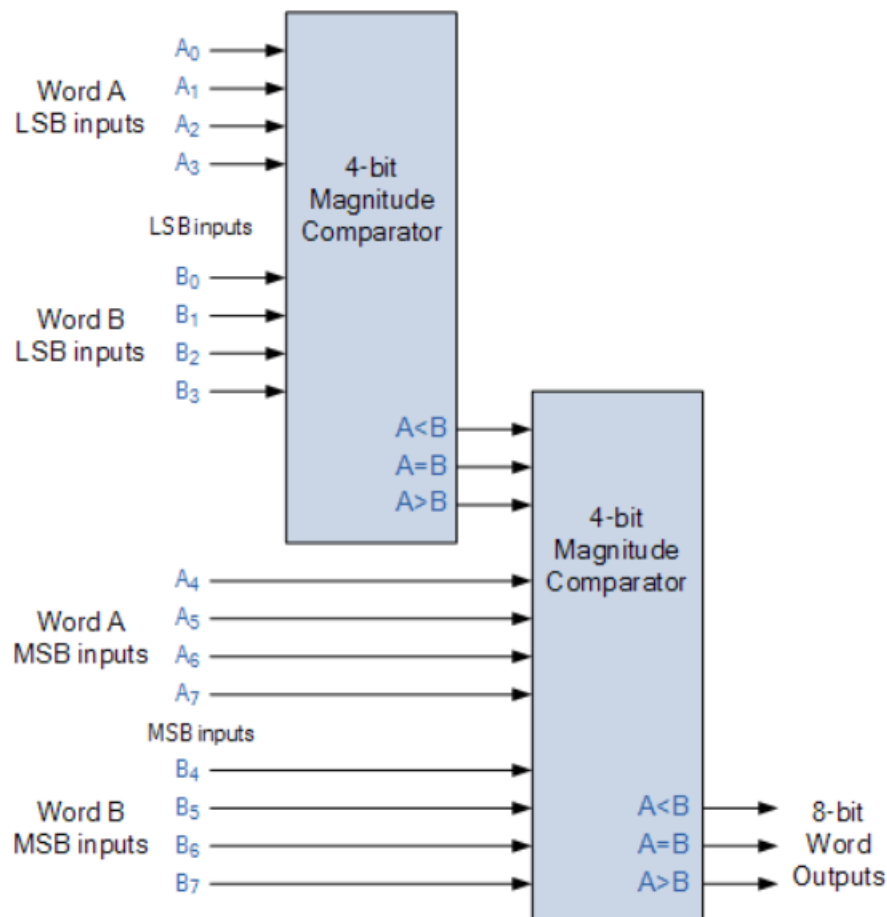 A₀
Word A
LSB inputs
A₁
A₂
A₃
4-bit
Magnitude
Comparator
LSB inputs
B₀
Word B
LSB inputs
B₁
B₂
B₃
A<B
A=B
A>B
4-bit
Magnitude
Comparator
A₄
Word A
MSB inputs
A₅
A₆
A₇
MSB inputs
B₄
Word B
MSB inputs
B₅
B₆
B₇
A<B
A=B
A>B
8-bit
Word
Outputs